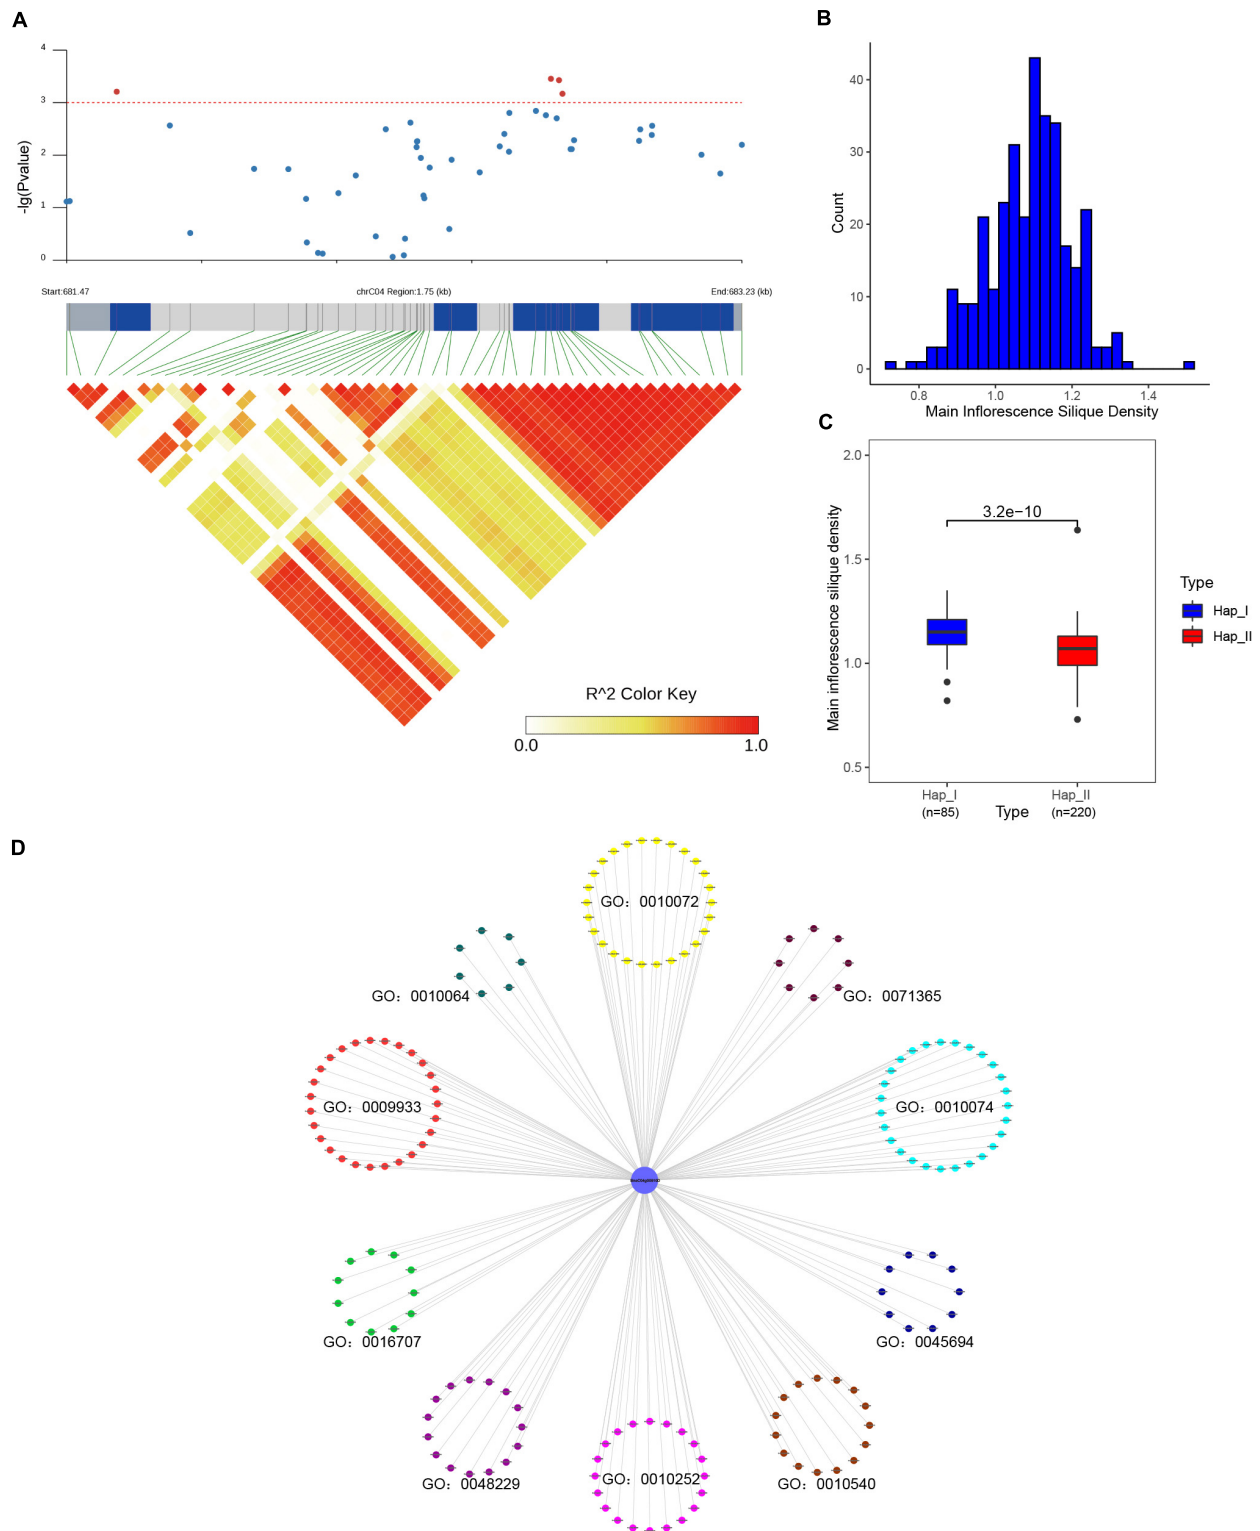 A
4
3
2
1
0
-lg(Pvalue)
Start:681.47
chrC04 Region:1.75 (kb)
End:683.23 (kb)
R^2 Color Key
0.0
1.0
B
40
30
20
10
0
Count
0.8
1.0
1.2
1.4
Main Inflorescence Silique Density
C
2.0
1.5
1.0
0.5
Main inflorescence silique density
3.2e−10
Hap_I
(n=85)
Type
Hap_II
(n=220)
Type
Hap_I
Hap_II
D
GO: 0010072
GO: 0010064
GO: 0071365
GO: 0009933
GO: 0010074
GO: 0016707
GO: 0045694
GO: 0048229
GO: 0010252
GO: 0010540